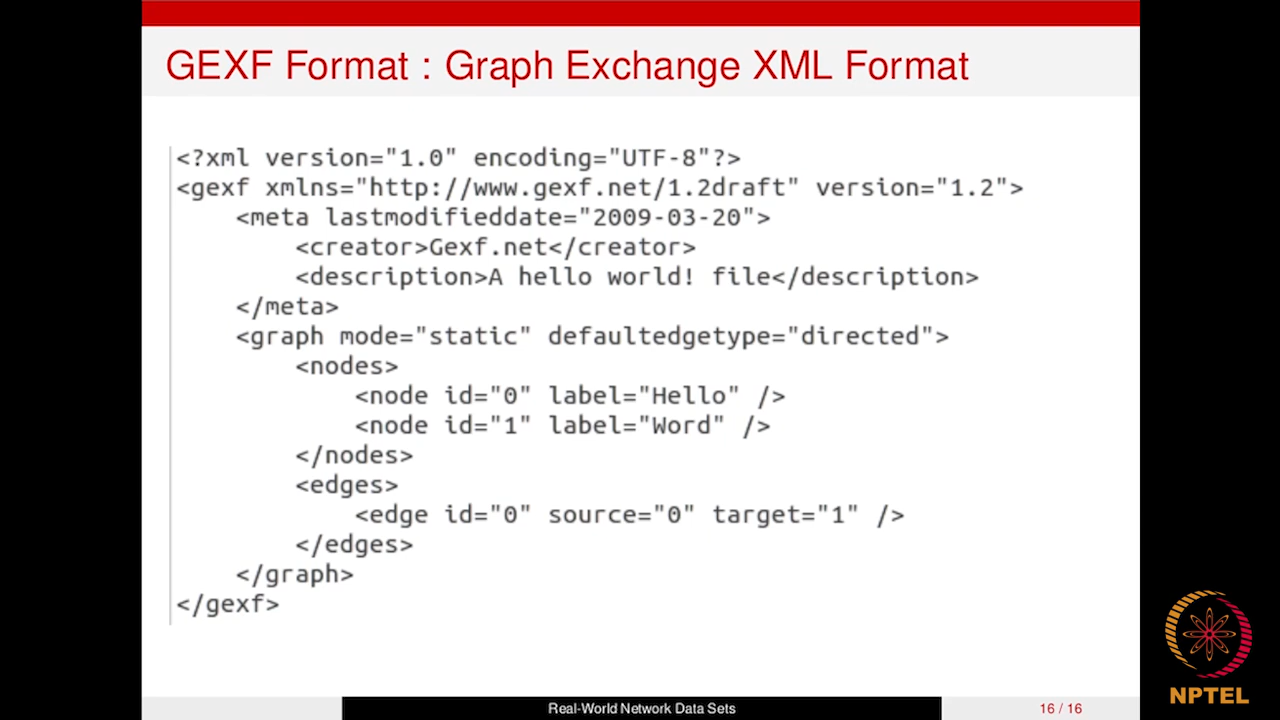 GEXF Format : Graph Exchange XML Format
<?xml version="1.0" encoding="UTF-8"?>
<gexf xmlns="http://www.gexf.net/1.2draft" version="1.2">
    <meta lastmodifieddate="2009-03-20">
        <creator>Gexf.net</creator>
        <description>A hello world! file</description>
    </meta>
    <graph mode="static" defaultedgetype="directed">
        <nodes>
            <node id="0" label="Hello" />
            <node id="1" label="Word" />
        </nodes>
        <edges>
            <edge id="0" source="0" target="1" />
        </edges>
    </graph>
</gexf>
Real-World Network Data Sets
16 / 16
NPTEL